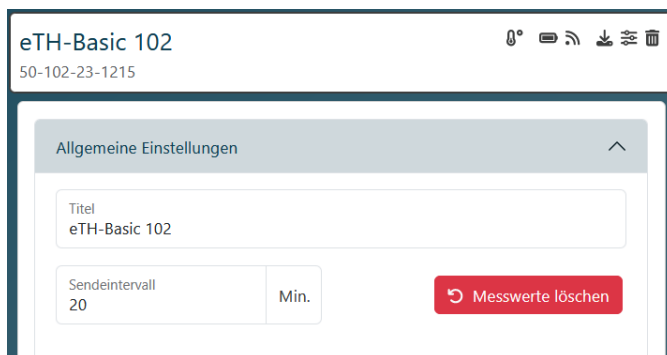 eTH-Basic 102
50-102-23-1215
Allgemeine Einstellungen
Titel
eTH-Basic 102
Sendeintervall
20
Min.
Messwerte löschen